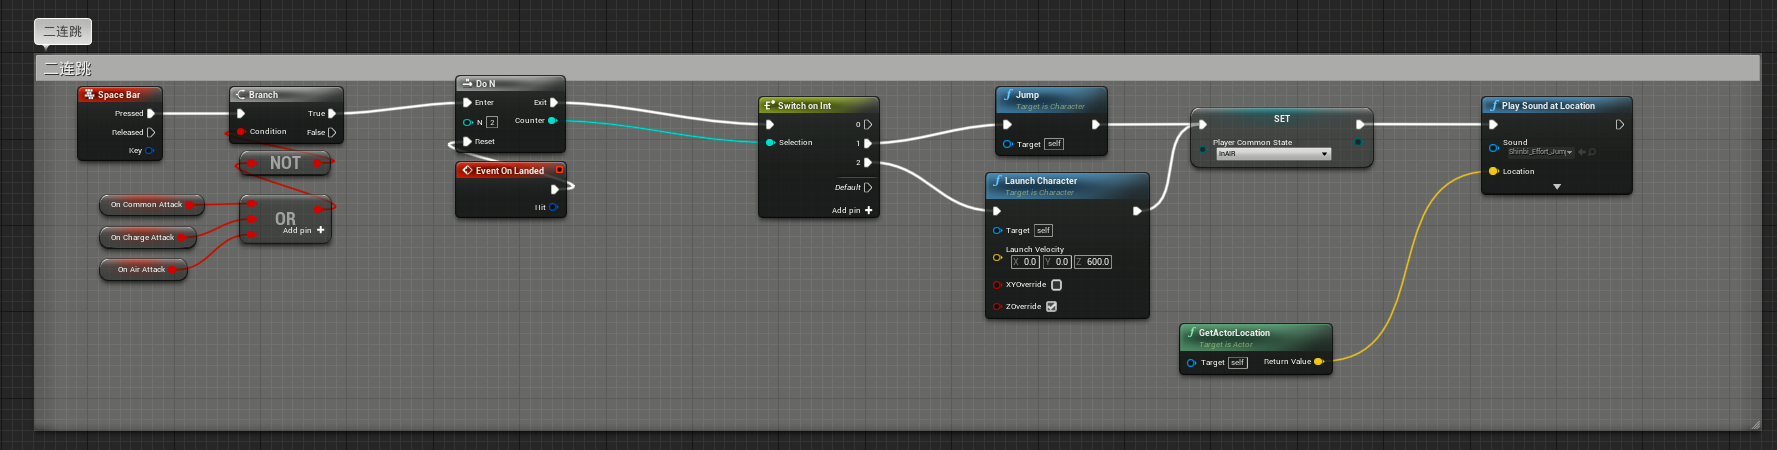 二连跳
二连跳
Space Bar
Pressed
Released
Key
Branch
True
Condition
False
NOT
On Common Attack
On Charge Attack
On Air Attack
OR
Add pin
Do N
Enter
Exit
N 2
Counter
Reset
Event On Landed
Hit
Switch on Int
0
Selection
1
2
Default
Add pin
Jump
Target is Character
Target self
Launch Character
Target is Character
Target self
Launch Velocity
X 0.0 Y 0.0 Z 600.0
XYOverride
ZOverride
SET
Player Common State
InAIR
GetActorLocation
Target is Actor
Target self
Return Value
Play Sound at Location
Sound
Shinbi_Effort_Jump
Location